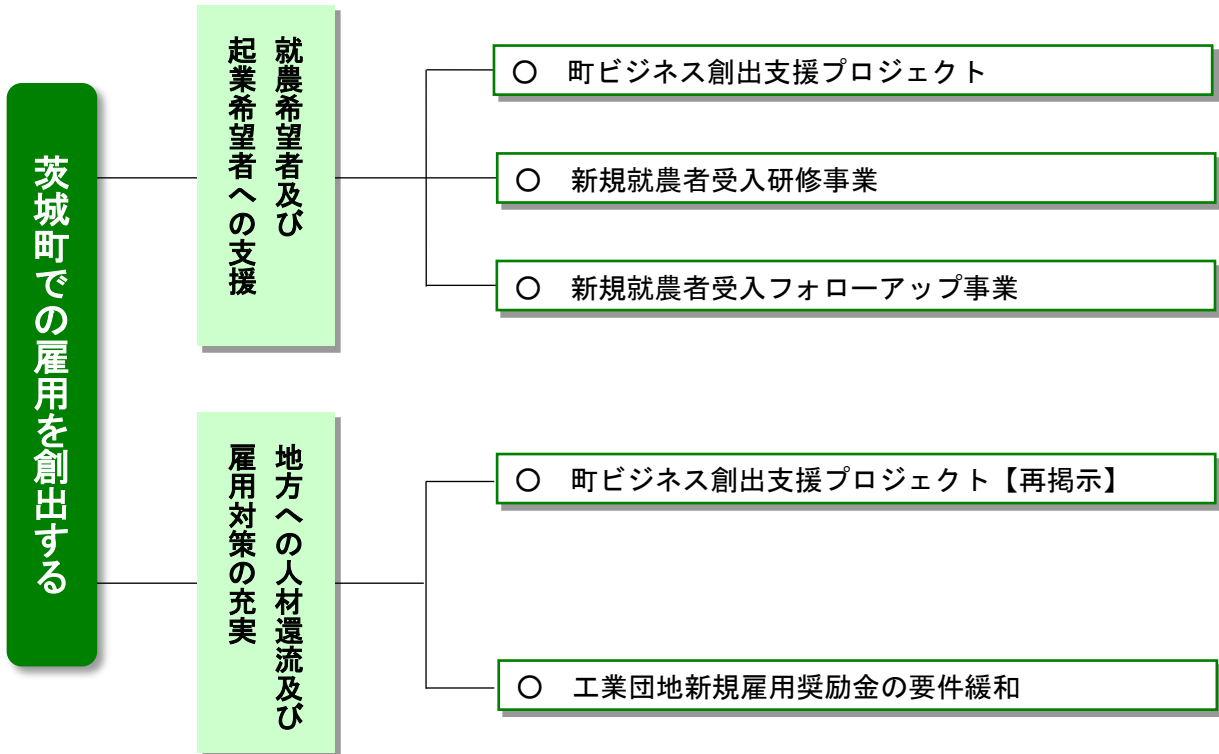 茨城町での雇用を創出する
就農希望者及び
起業希望者への支援
○　町ビジネス創出支援プロジェクト
○　新規就農者受入研修事業
○　新規就農者受入フォローアップ事業
地方への人材還流及び
雇用対策の充実
○　町ビジネス創出支援プロジェクト【再掲示】
○　工業団地新規雇用奨励金の要件緩和